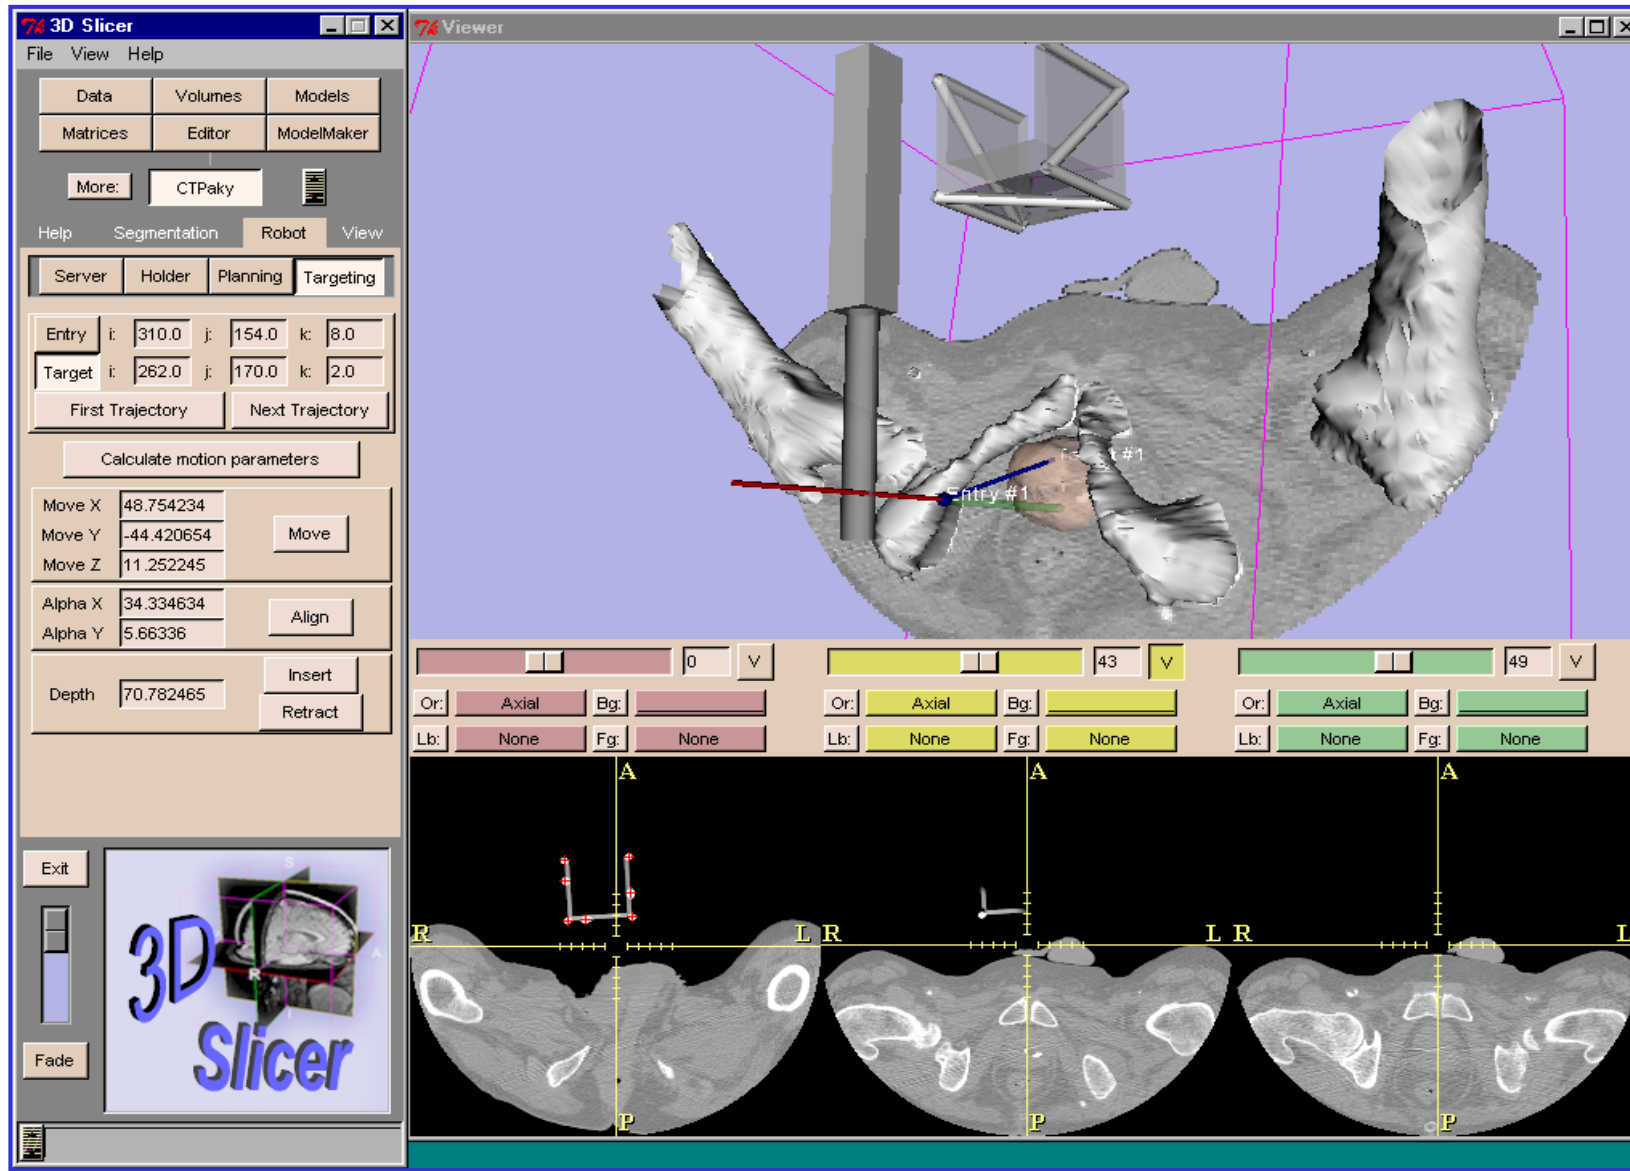 3D Slicer
File View Help
Data Volumes Models
Matrices Editor ModelMaker
More: CTPaky
Help Segmentation Robot View
Server Holder Planning Targeting
Entry i: 310.0 j: 154.0 k: 8.0
Target i: 262.0 j: 170.0 k: 2.0
First Trajectory Next Trajectory
Calculate motion parameters
Move X 48.754234
Move Y -44.420654
Move Z 11.252245
Move
Alpha X 34.334634
Alpha Y 5.66336
Align
Depth 70.782465
Insert
Retract
Exit
Fade
S
A
R
3D
Slicer
Viewer
#1
Entry #1
0 V 43 V 49 V
Or: Axial Bg: Or: Axial Bg: Or: Axial Bg:
Lb: None Fg: None Lb: None Fg: None Lb: None Fg: None
A A A
R L R L R L
P P P